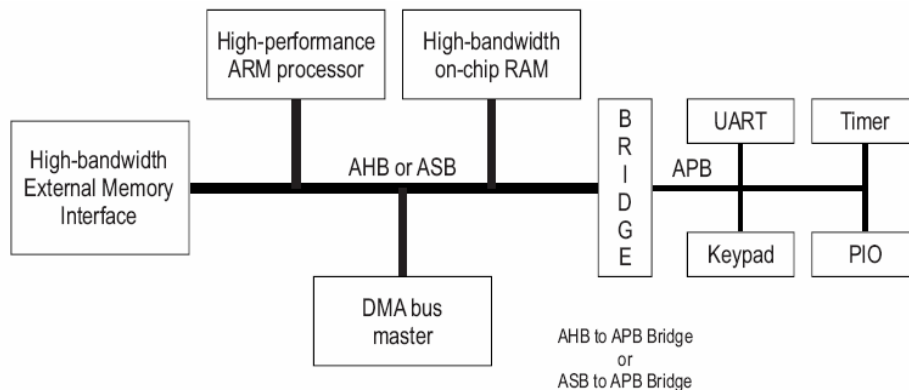 High-performance
ARM processor
High-bandwidth
on-chip RAM
High-bandwidth
External Memory
Interface
AHB or ASB
B
R
I
D
G
E
APB
UART
Timer
Keypad
PIO
DMA bus
master
AHB to APB Bridge
or
ASB to APB Bridge